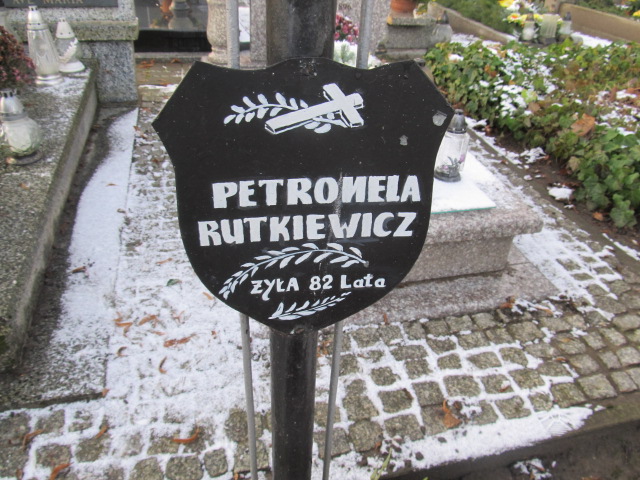 PETRONELA
RUTKIEWICZ
ŻYŁA 82 Lata